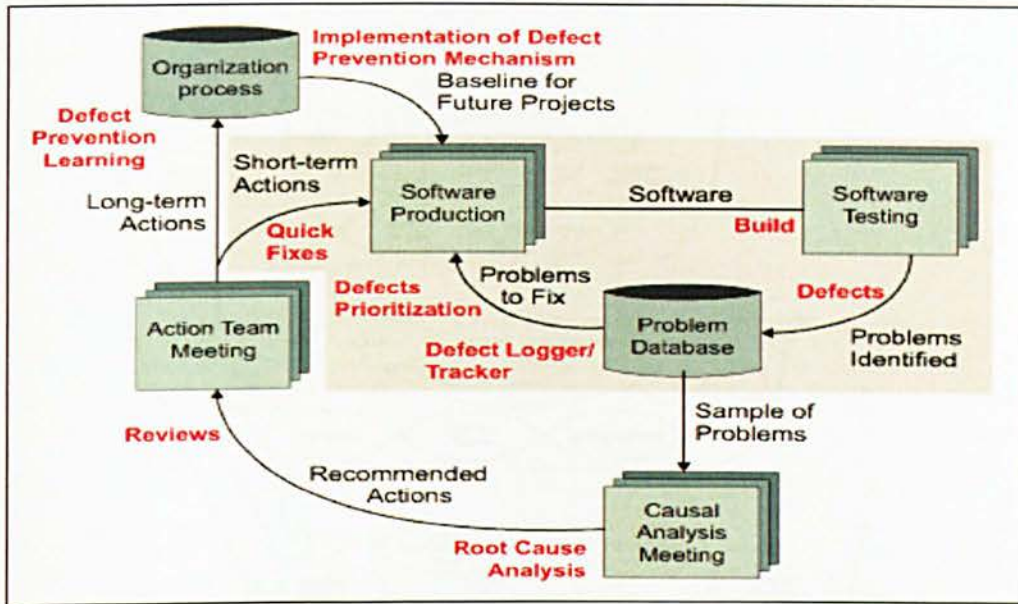 Organization
process
Implementation of Defect
Prevention Mechanism
Baseline for
Future Projects
Defect
Prevention
Learning
Short-term
Actions
Long-term
Actions
Quick
Fixes
Software
Production
Software
Build
Software
Testing
Defects
Prioritization
Problems
to Fix
Defects
Problems
Identified
Action Team
Meeting
Defect Logger/
Tracker
Problem
Database
Sample of
Problems
Reviews
Recommended
Actions
Root Cause
Analysis
Causal
Analysis
Meeting